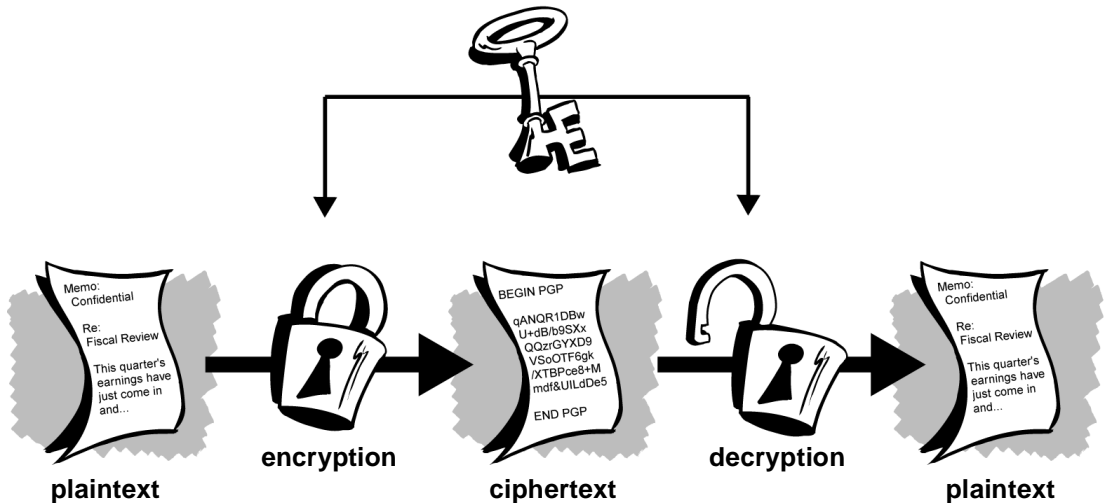 Memo:
Confidential
Re:
Fiscal Review
This quarter's
earnings have
just come in
and...
BEGIN PGP
qANQR1DBw
U+dB/b9SXx
QQzrGYXD9
VSoOTF6gk
/XTBPce8+M
mdf&UILdDe5
END PGP
Memo:
Confidential
Re:
Fiscal Review
This quarter's
earnings have
just come in
and...
encryption
decryption
plaintext
ciphertext
plaintext